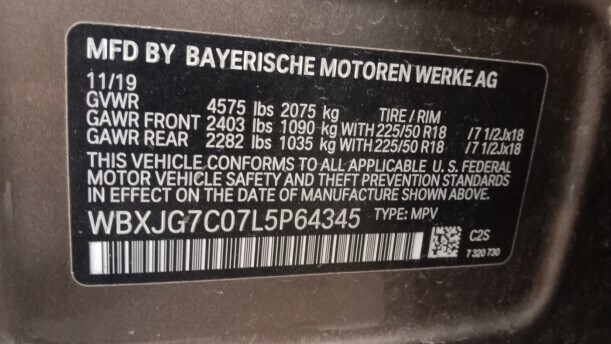 MFD BY BAYERISCHE MOTOREN WERKE AG
11/19
GVWR 4575 lbs 2075 kg TIRE / RIM
GAWR FRONT 2403 lbs 1090 kg WITH 225/50 R18 /7 1/2Jx18
GAWR REAR 2282 lbs 1035 kg WITH 225/50 R18 /7 1/2Jx18
THIS VEHICLE CONFORMS TO ALL APPLICABLE U.S. FEDERAL
MOTOR VEHICLE SAFETY AND THEFT PREVENTION STANDARDS
IN EFFECT ON THE DATE OF MANUFACTURE SHOWN ABOVE.
WBXJG7C07L5P64345 TYPE: MPV
C2S
7 320 730